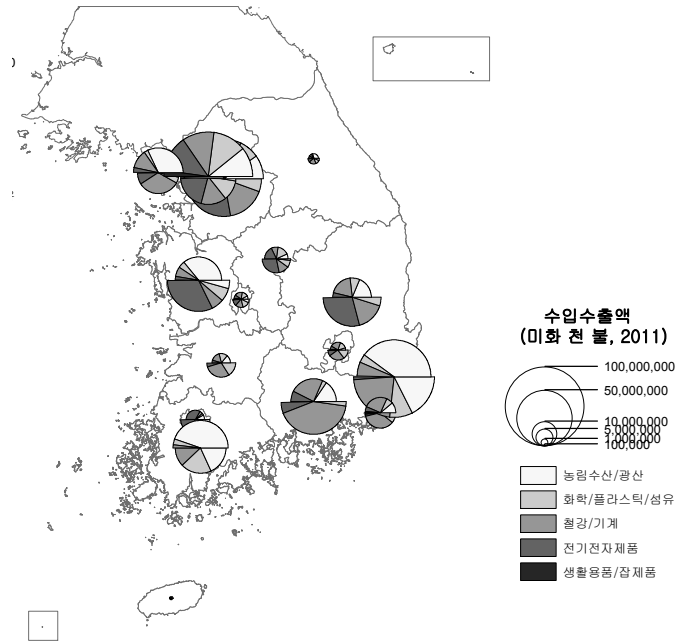 수입수출액
(미화 천 불, 2011)
100,000,000
50,000,000
10,000,000
5,000,000
1,000,000
100,000
농림수산/광산
화학/플라스틱/섬유
철강/기계
전기전자제품
생활용품/잡제품